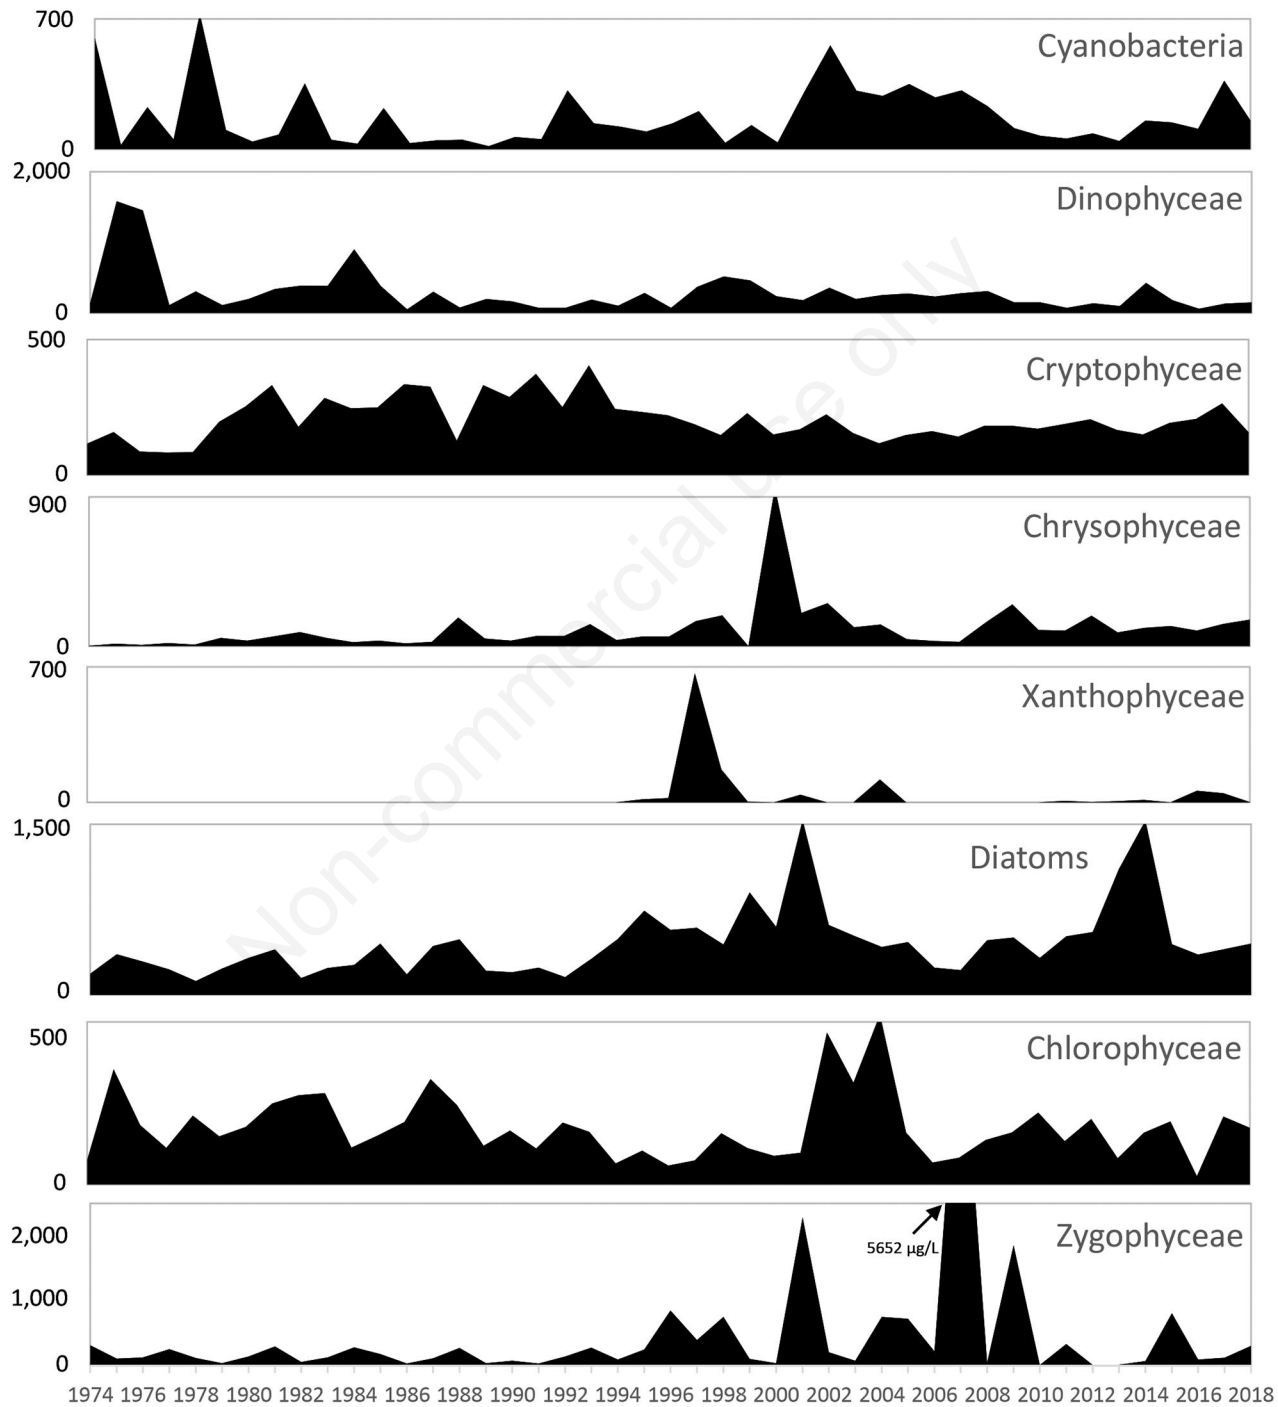 700
Cyanobacteria
0
2,000
Dinophyceae
0
500
Cryptophyceae
0
900
Chrysophyceae
0
700
Xanthophyceae
0
1,500
Diatoms
0
500
Chlorophyceae
0
2,000
Zygophyceae
5652 µg/L
1,000
0
1974 1976 1978 1980 1982 1984 1986 1988 1990 1992 1994 1996 1998 2000 2002 2004 2006 2008 2010 2012 2014 2016 2018
Non-commercial use only